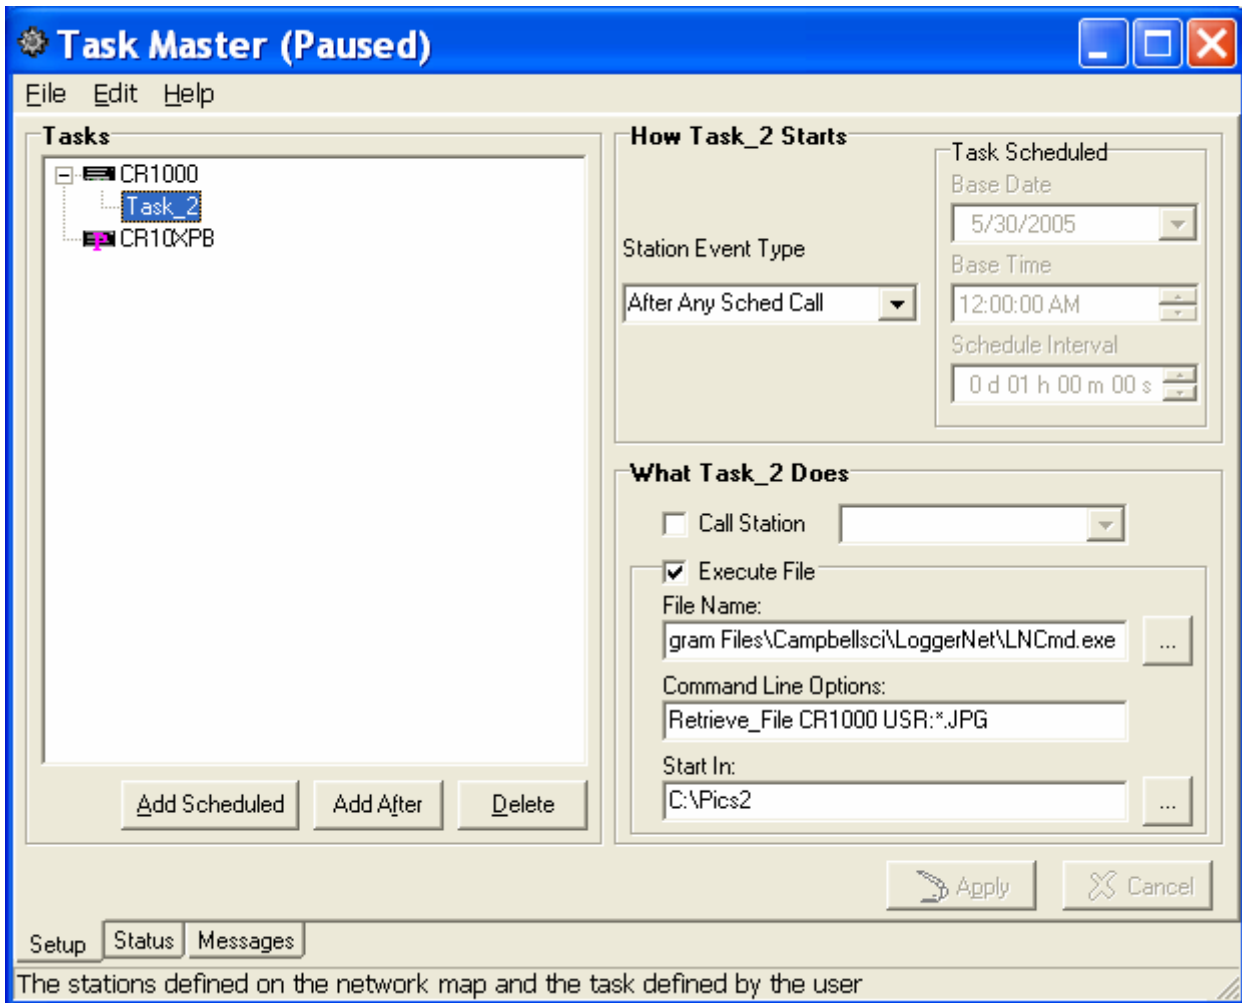 Task Master (Paused)
File Edit Help
Tasks
CR1000
Task_2
CR10XPB
Add Scheduled
Add After
Delete
How Task_2 Starts
Station Event Type
After Any Sched Call
Task Scheduled
Base Date
5/30/2005
Base Time
12:00:00 AM
Schedule Interval
0 d 01 h 00 m 00 s
What Task_2 Does
Call Station
Execute File
File Name:
gram Files\Campbellsci\LoggerNet\LNCmd.exe
...
Command Line Options:
Retrieve_File CR1000 USR:*.JPG
Start In:
C:\Pics2
...
Apply
Cancel
Setup Status Messages
The stations defined on the network map and the task defined by the user